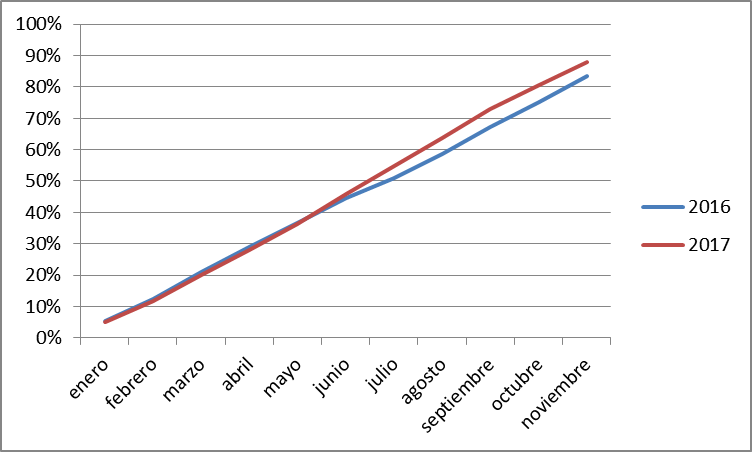 100%
90%
80%
70%
60%
50%
40%
30%
20%
10%
0%
enero
febrero
marzo
abril
mayo
junio
julio
agosto
septiembre
octubre
noviembre
2016
2017